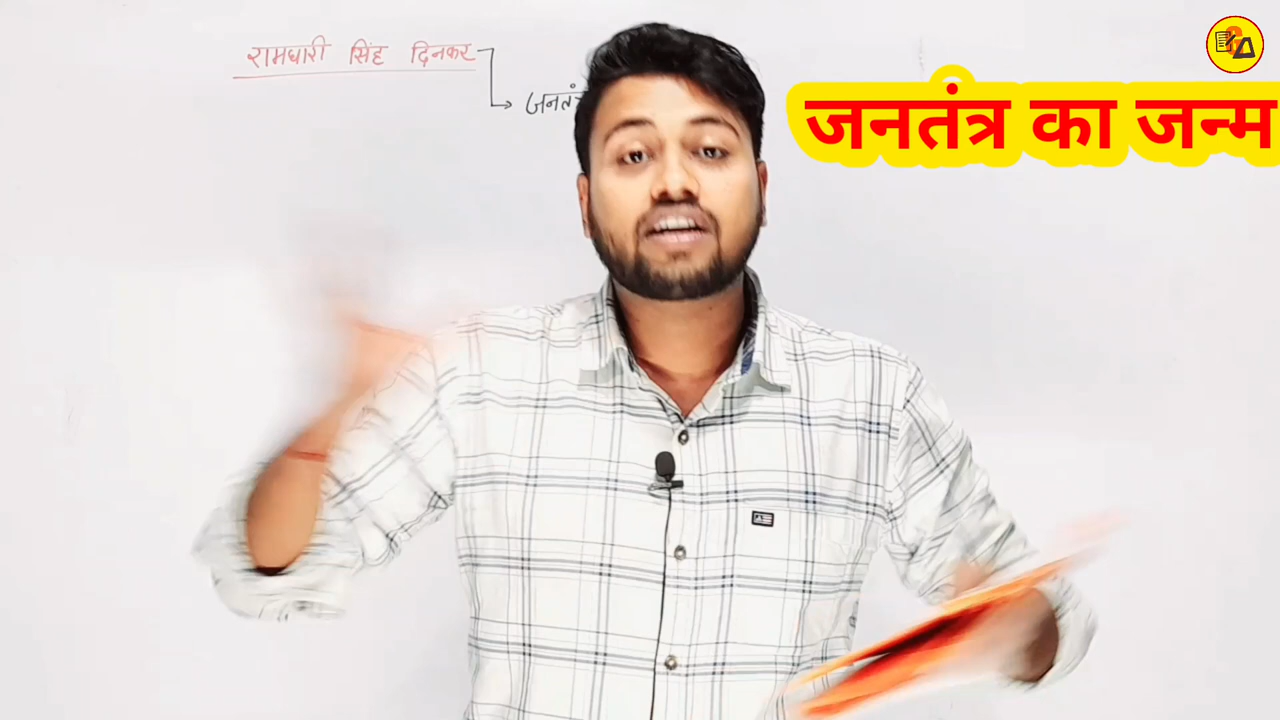 रामधारी सिंह दिनकर
जनतंत्र का जन्म